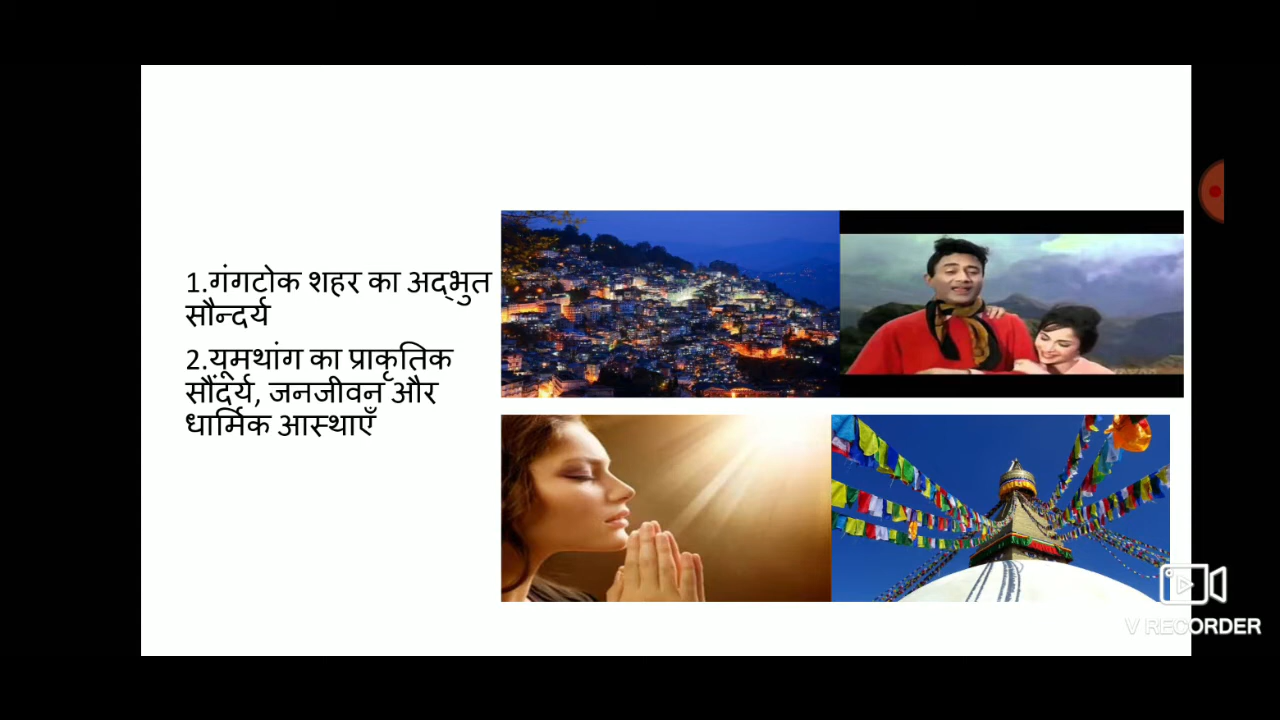 1.गंगटोक शहर का अद्भुत
सौन्दर्य
2.यूमथांग का प्राकृतिक
सौंदर्य, जनजीवन और
धार्मिक आस्थाएँ
V RECORDER